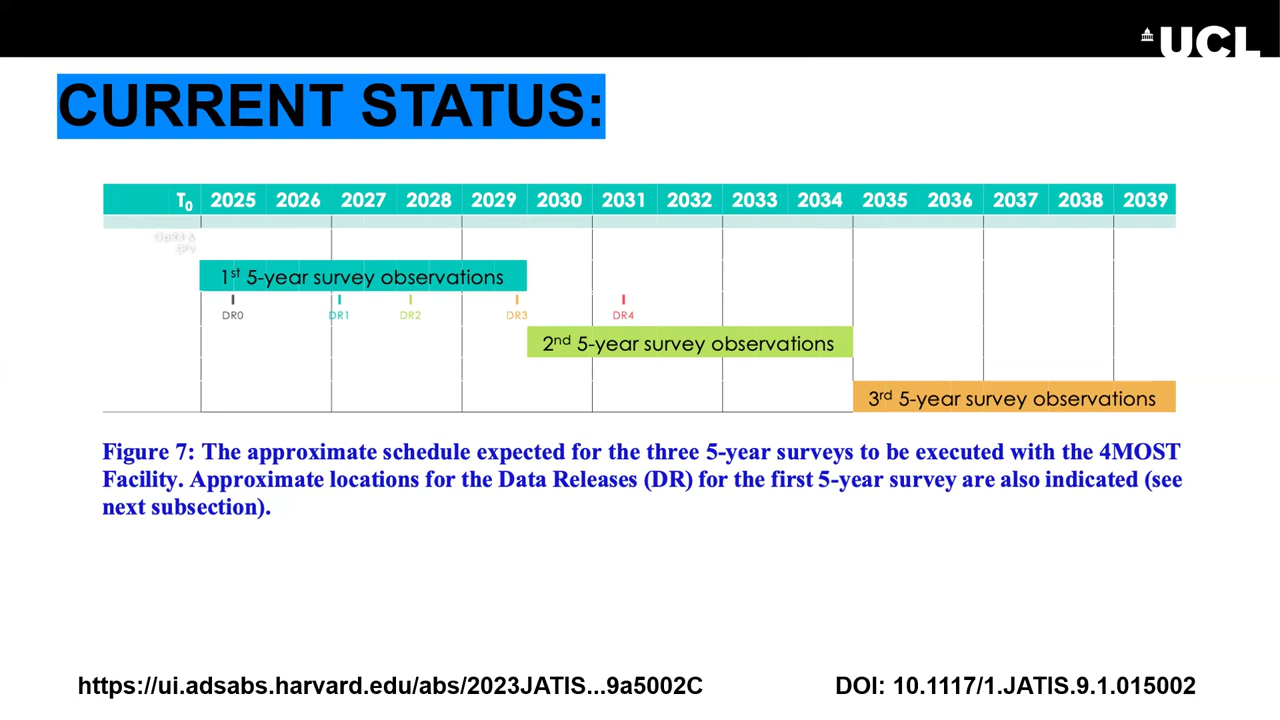 UCL
CURRENT STATUS:
T0 2025 2026 2027 2028 2029 2030 2031 2032 2033 2034 2035 2036 2037 2038 2039
1st 5-year survey observations
DR0 DR1 DR2 DR3 DR4
2nd 5-year survey observations
3rd 5-year survey observations
Figure 7: The approximate schedule expected for the three 5-year surveys to be executed with the 4MOST
Facility. Approximate locations for the Data Releases (DR) for the first 5-year survey are also indicated (see
next subsection).
https://ui.adsabs.harvard.edu/abs/2023JATIS...9a5002C DOI: 10.1117/1.JATIS.9.1.015002